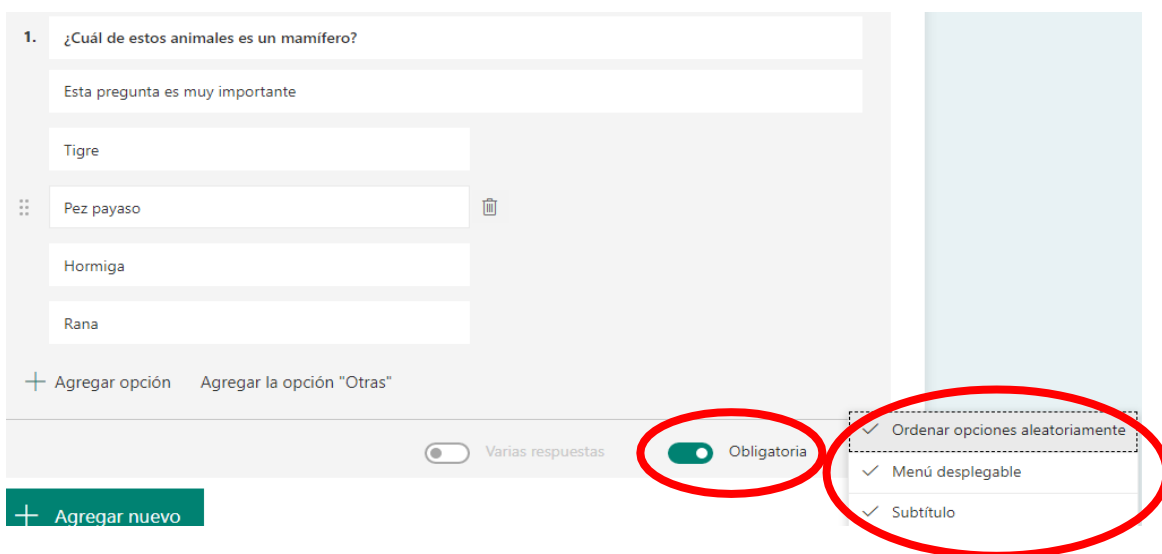 1. ¿Cuál de estos animales es un mamífero?
Esta pregunta es muy importante
Tigre
Pez payaso
Hormiga
Rana
Agregar opción Agregar la opción "Otras"
Varias respuestas Obligatoria
Ordenar opciones aleatoriamente
Menú desplegable
Subtítulo
Agregar nuevo